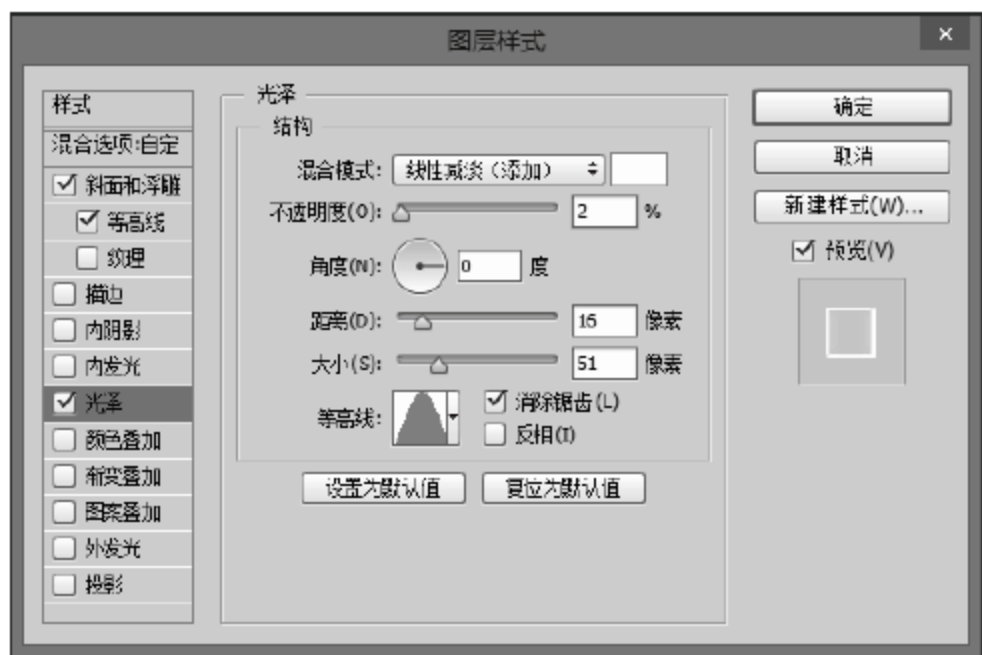 图层样式
×
样式
混合选项:自定
斜面和浮雕
等高线
纹理
描边
内阴影
内发光
光泽
颜色叠加
渐变叠加
图案叠加
外发光
投影
光泽
结构
混合模式: 线性减淡（添加）
不透明度(O): 2 %
角度(N): 0 度
距离(D): 16 像素
大小(S): 51 像素
等高线: 消除锯齿(L)
反相(I)
设置为默认值 复位为默认值
确定
取消
新建样式(W)...
预览(V)